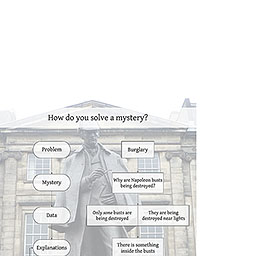 How do you solve a mystery?
Problem
Burglary
Mystery
Why are Napoleon busts
being destroyed?
Data
Only some busts are
being destroyed
They are being
destroyed near lights
Explanations
There is something
inside the busts